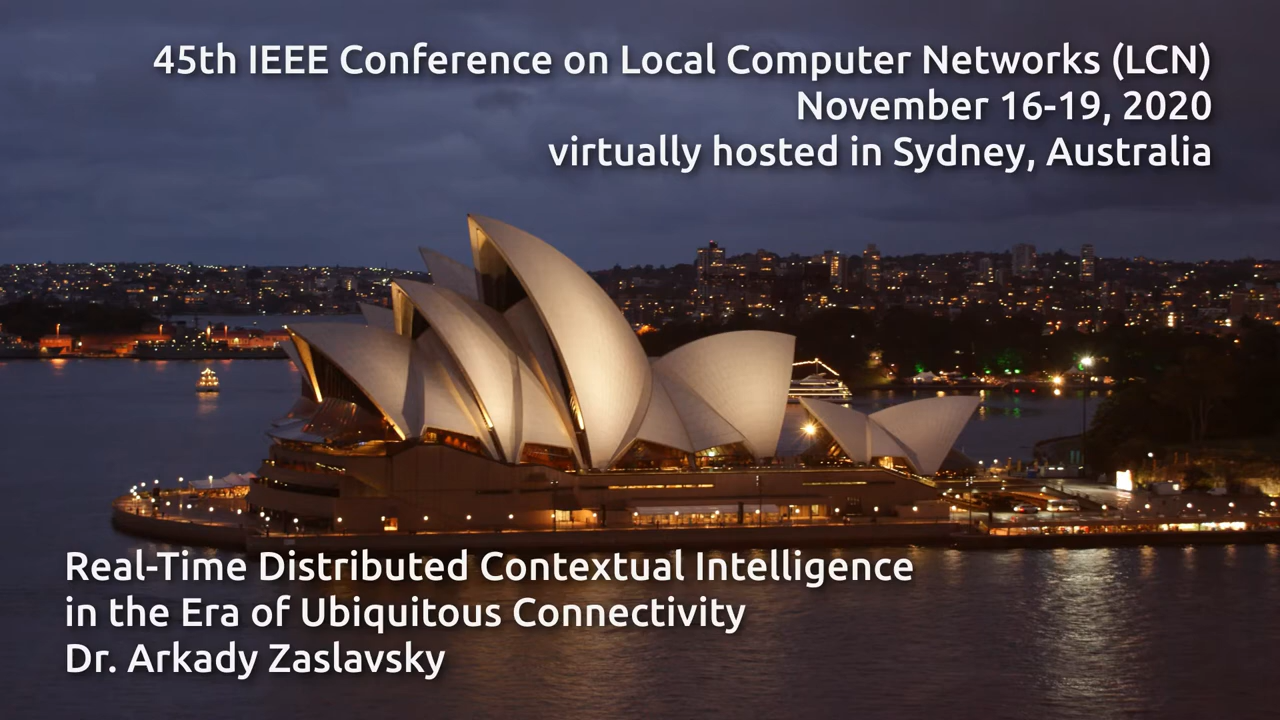 45th IEEE Conference on Local Computer Networks (LCN)
November 16-19, 2020
virtually hosted in Sydney, Australia
Real-Time Distributed Contextual Intelligence
in the Era of Ubiquitous Connectivity
Dr. Arkady Zaslavsky